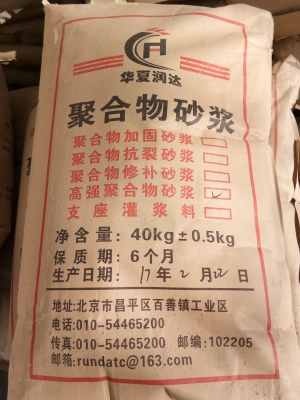 华夏润达
聚合物砂浆
聚合物加固砂浆
聚合物抗裂砂浆
聚合物修补砂浆
高强聚合物砂浆 ✓
支座灌浆料
净含量：40kg±0.5kg
保质期：6个月
生产日期：17年2月22日
地址:北京市昌平区百善镇工业区
电话:010-54465200
传真:010-54465200 邮编:102205
邮箱:rundatc@163.com